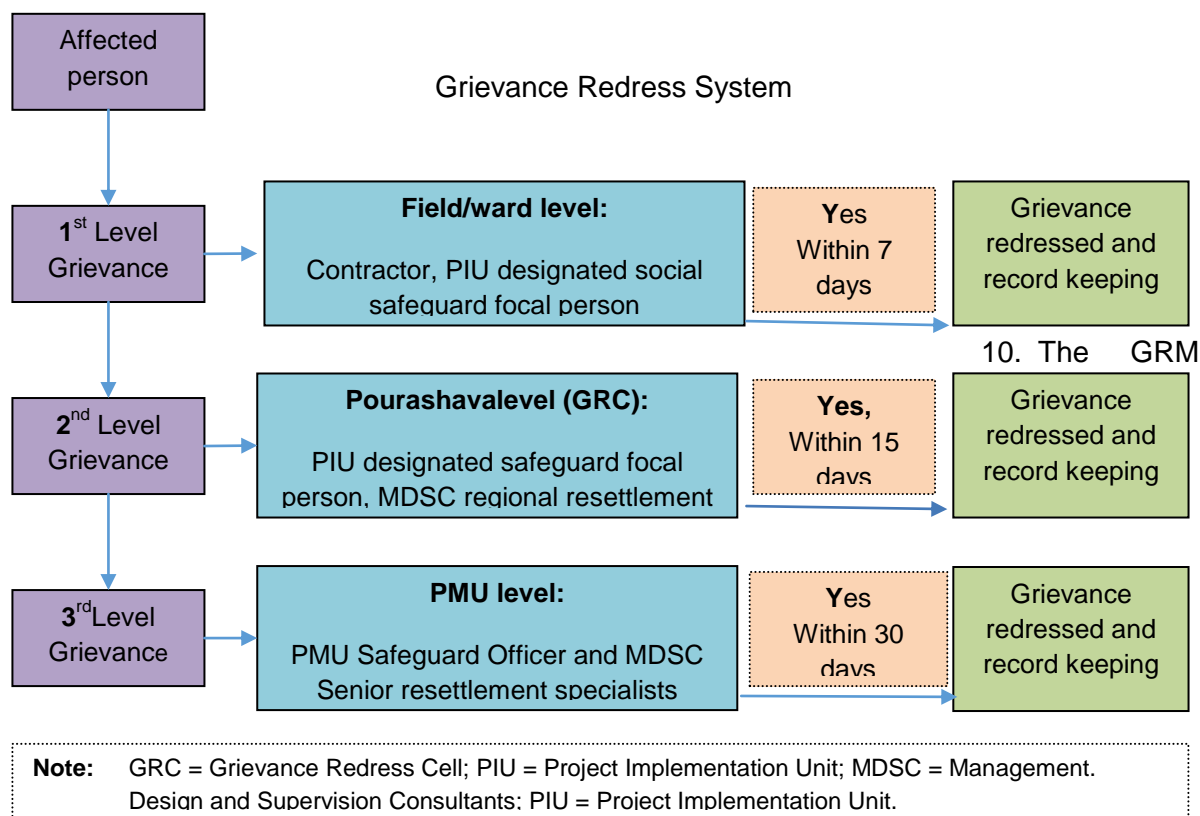 Affected
person
Grievance Redress System
1st Level
Grievance
Field/ward level:
Contractor, PIU designated social
safeguard focal person
Yes
Within 7
days
Grievance
redressed and
record keeping
10. The GRM
2nd Level
Grievance
Pourashavalevel (GRC):
PIU designated safeguard focal
person, MDSC regional resettlement
Yes,
Within 15
days
Grievance
redressed and
record keeping
3rdLevel
Grievance
PMU level:
PMU Safeguard Officer and MDSC
Senior resettlement specialists
Yes
Within 30
days
Grievance
redressed and
record keeping
Note: GRC = Grievance Redress Cell; PIU = Project Implementation Unit; MDSC = Management.
Design and Supervision Consultants; PIU = Project Implementation Unit.